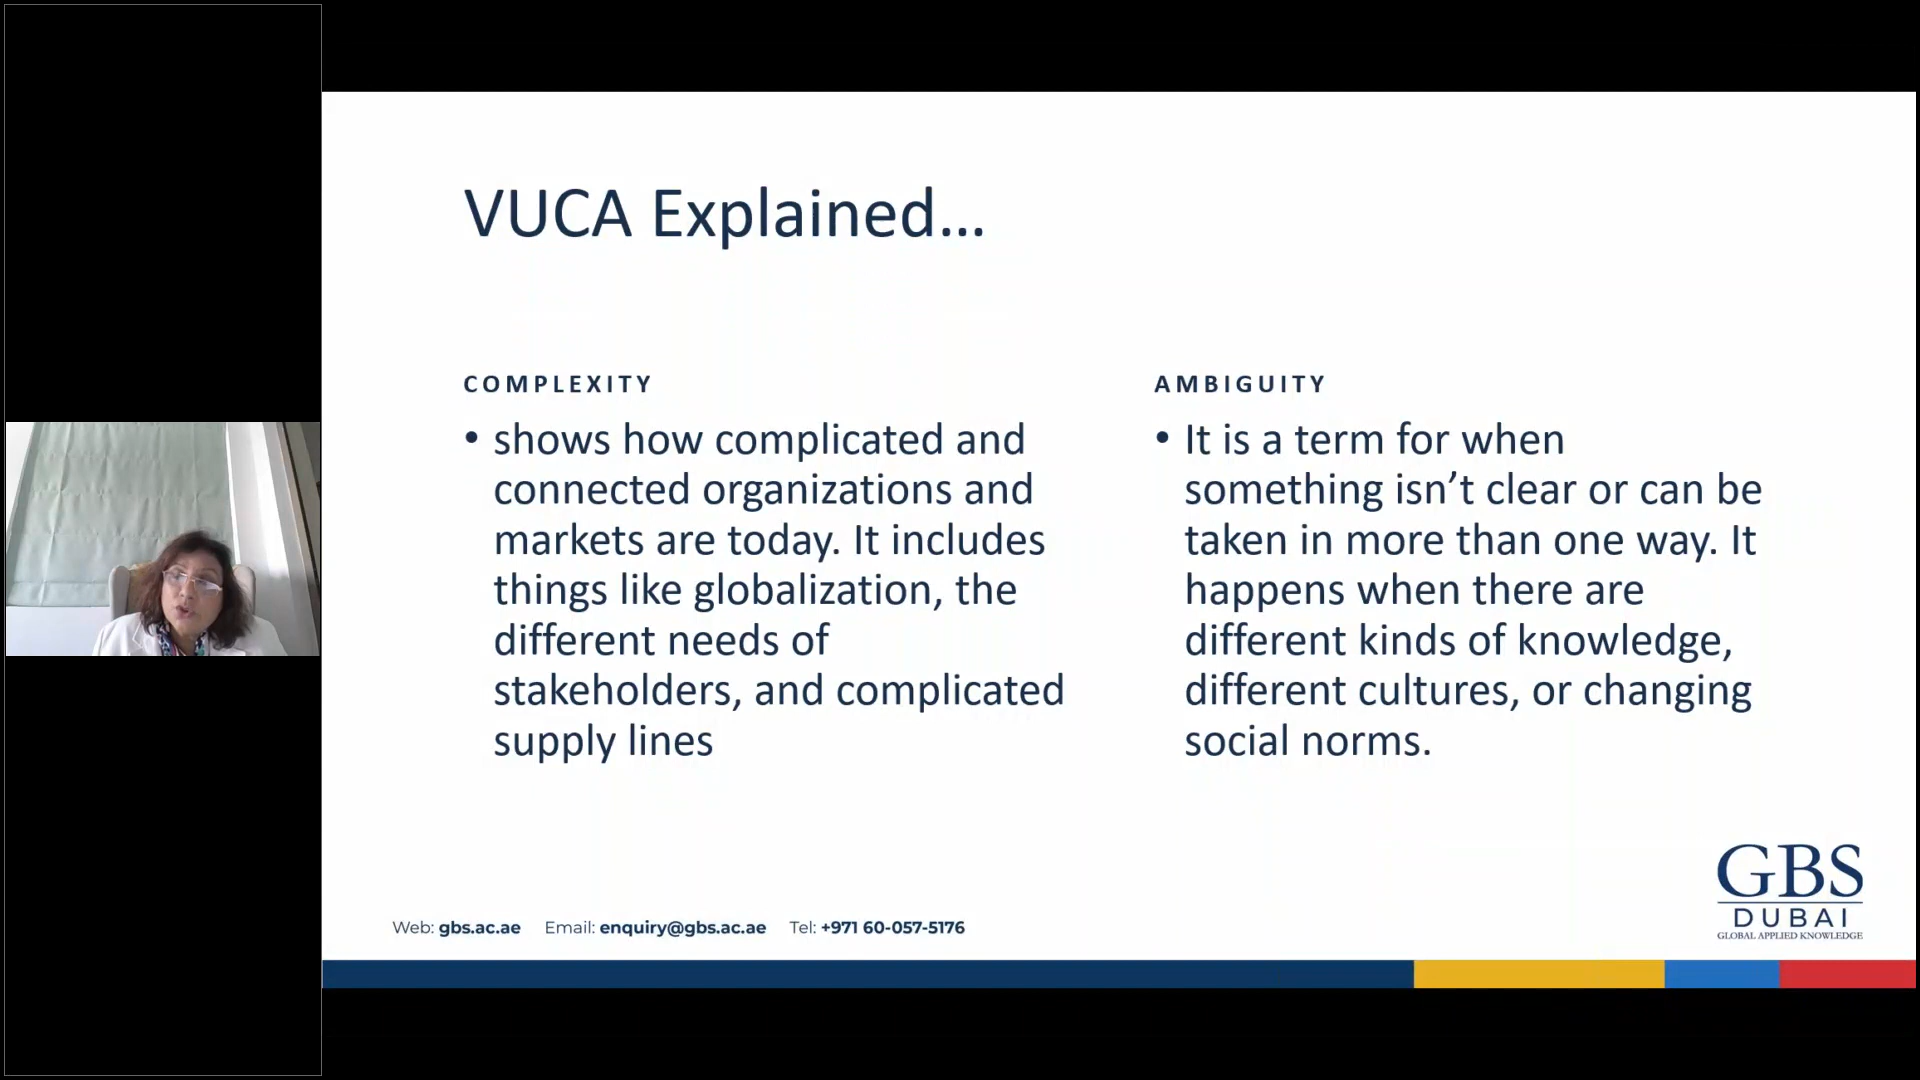 VUCA Explained...
COMPLEXITY
• shows how complicated and
connected organizations and
markets are today. It includes
things like globalization, the
different needs of
stakeholders, and complicated
supply lines
AMBIGUITY
• It is a term for when
something isn’t clear or can be
taken in more than one way. It
happens when there are
different kinds of knowledge,
different cultures, or changing
social norms.
Web: gbs.ac.ae Email: enquiry@gbs.ac.ae Tel: +971 60-057-5176
GBS
DUBAI
GLOBAL APPLIED KNOWLEDGE